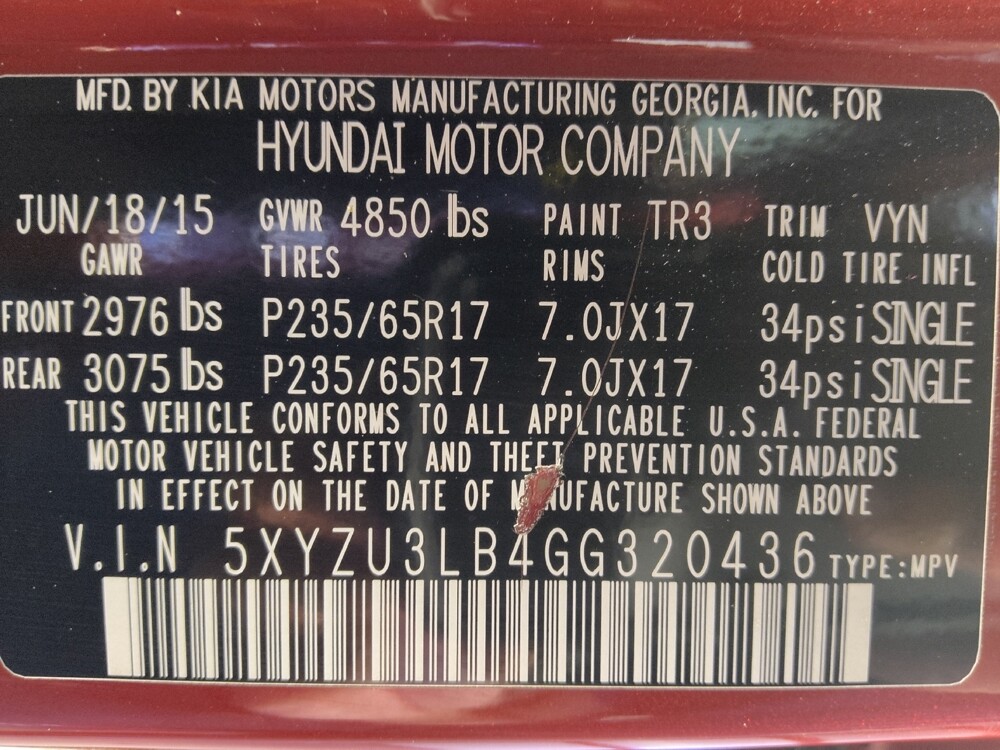 MFD. BY KIA MOTORS MANUFACTURING GEORGIA, INC. FOR
HYUNDAI MOTOR COMPANY
JUN/18/15 GVWR 4850 lbs PAINT TR3 TRIM VYN
GAWR TIRES RIMS COLD TIRE INFL
FRONT 2976 lbs P235/65R17 7.0JX17 34psi SINGLE
REAR 3075 lbs P235/65R17 7.0JX17 34psi SINGLE
THIS VEHICLE CONFORMS TO ALL APPLICABLE U.S.A. FEDERAL
MOTOR VEHICLE SAFETY AND THEFT PREVENTION STANDARDS
IN EFFECT ON THE DATE OF MANUFACTURE SHOWN ABOVE
V.I.N 5XYZU3LB4GG320436 TYPE:MPV